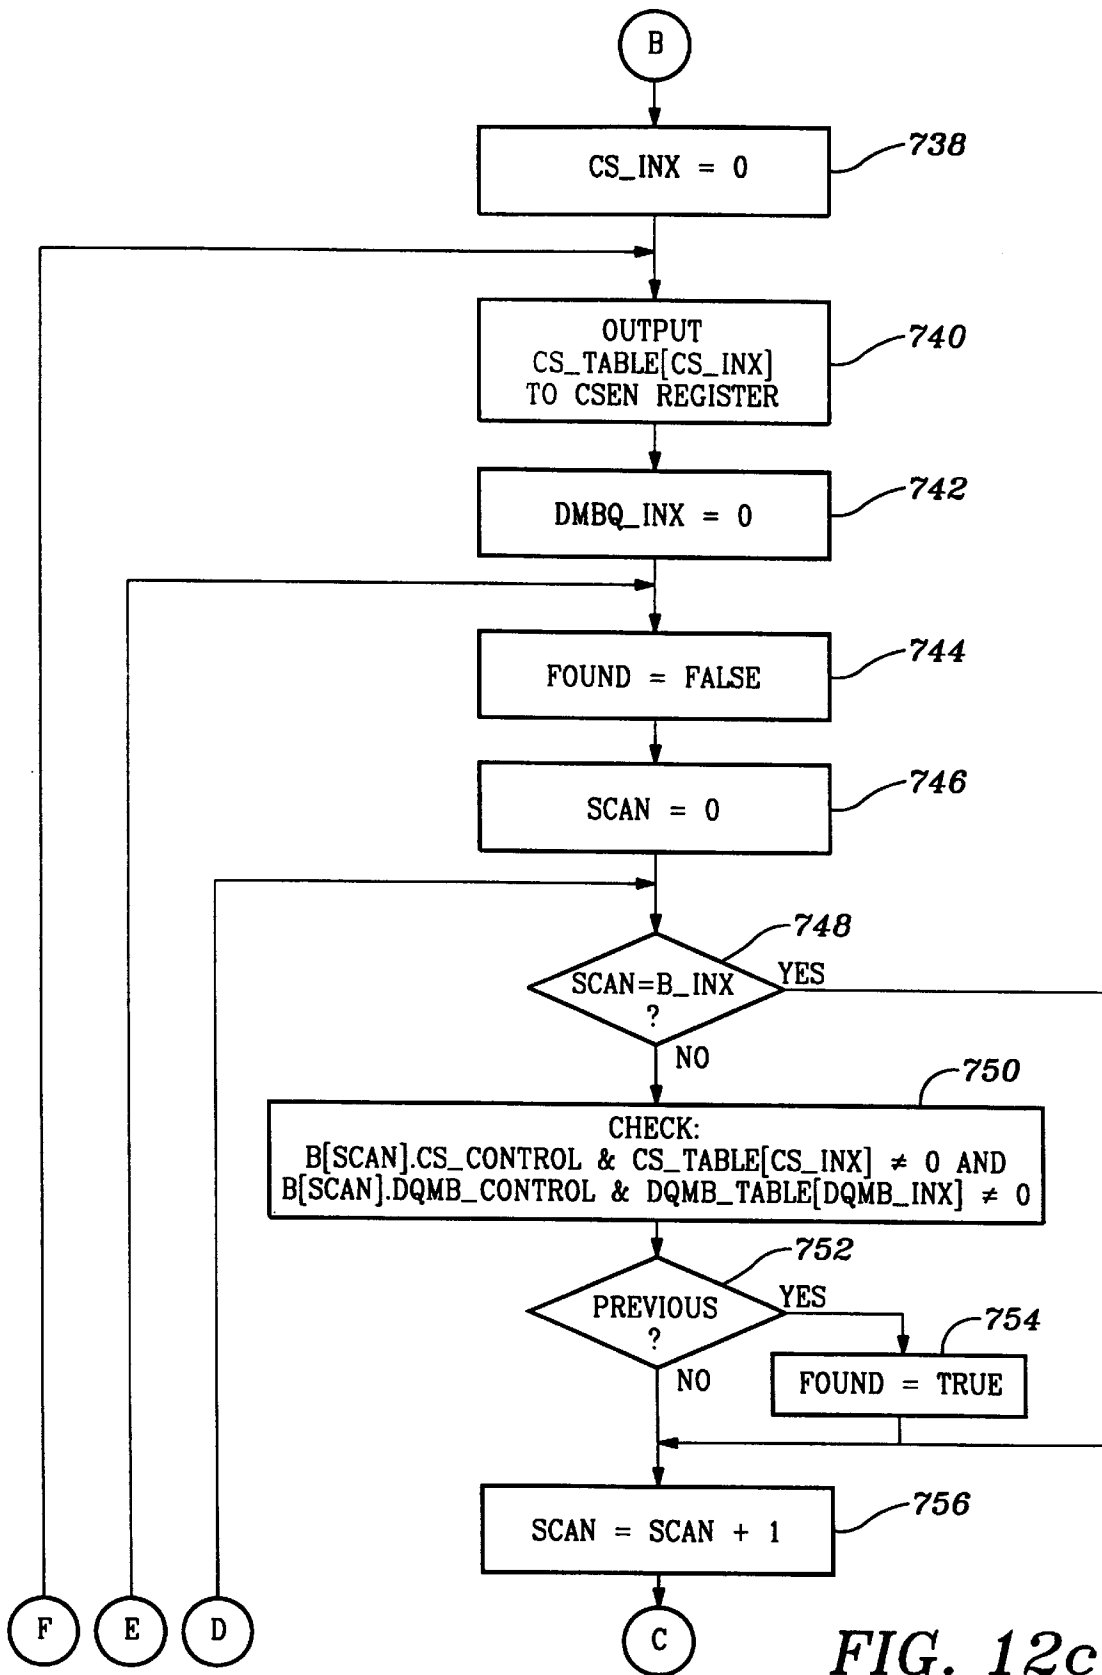 B
CS_INX = 0
738
OUTPUT
CS_TABLE[CS_INX]
TO CSEN REGISTER
740
DMBQ_INX = 0
742
FOUND = FALSE
744
SCAN = 0
746
748
SCAN=B_INX
?
YES
NO
750
CHECK:
B[SCAN].CS_CONTROL & CS_TABLE[CS_INX] ≠ 0 AND
B[SCAN].DQMB_CONTROL & DQMB_TABLE[DQMB_INX] ≠ 0
752
PREVIOUS
?
YES
NO
754
FOUND = TRUE
SCAN = SCAN + 1
756
F
E
D
C
FIG. 12c